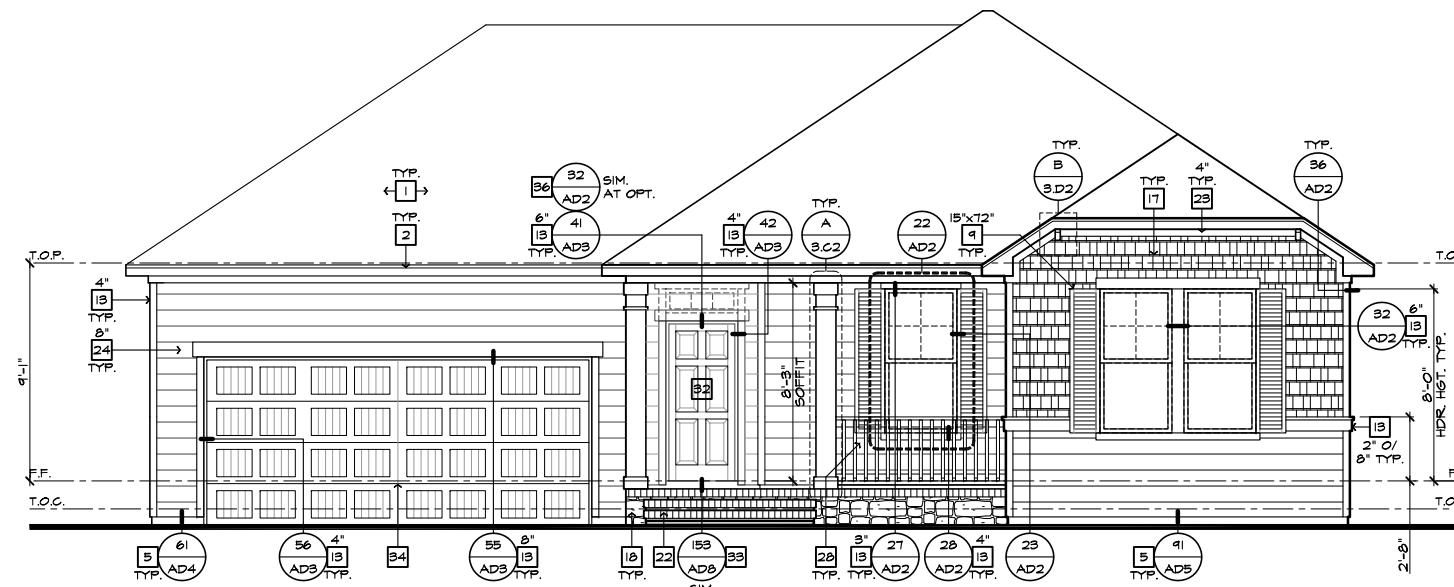 TYP.
1
TYP.
2
36
32
AD2
SIM.
AT OPT.
6"
13
TYP.
41
AD3
4"
13
TYP.
42
AD3
TYP.
A
3.C2
22
AD2
15"x72"
9
TYP.
TYP.
B
3.D2
TYP.
17
4"
23
TYP.
36
AD2
T.O.P.
T.O
4"
13
TYP.
8"
24
TYP.
9'-1"
32
8'-3"
SOFFIT
32
AD2
6"
13
TYP.
8'-0"
HDR. HGT. TYP.
13
2" O/
8" TYP.
F.F.
F
T.O.C.
T.O
5
TYP.
61
AD4
56
AD3
4"
13
TYP.
34
55
AD3
8"
13
TYP.
18
TYP.
22
153
AD8
SIM.
33
28
TYP.
3"
13
TYP.
27
AD2
28
AD2
4"
13
TYP.
23
AD2
5
TYP.
91
AD5
2'-8"